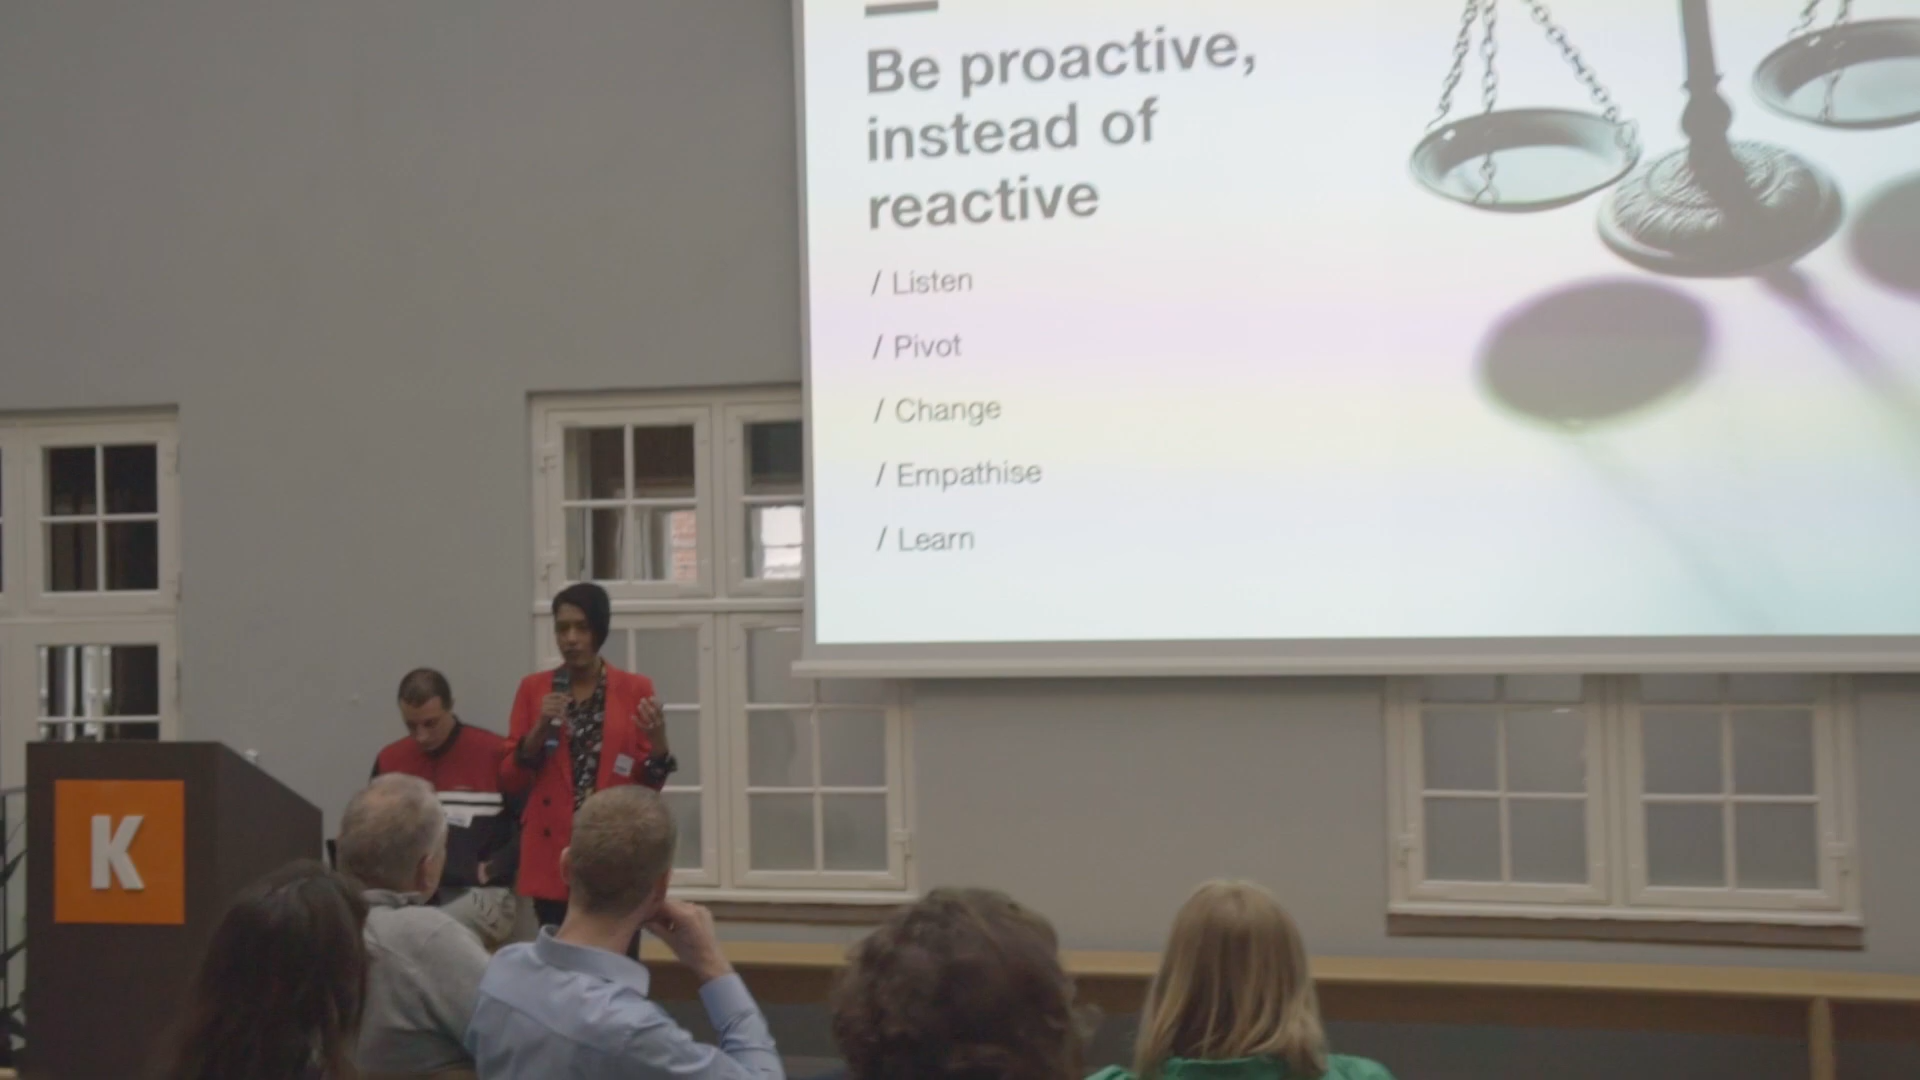 Be proactive,
instead of
reactive
/ Listen
/ Pivot
/ Change
/ Empathise
/ Learn
K